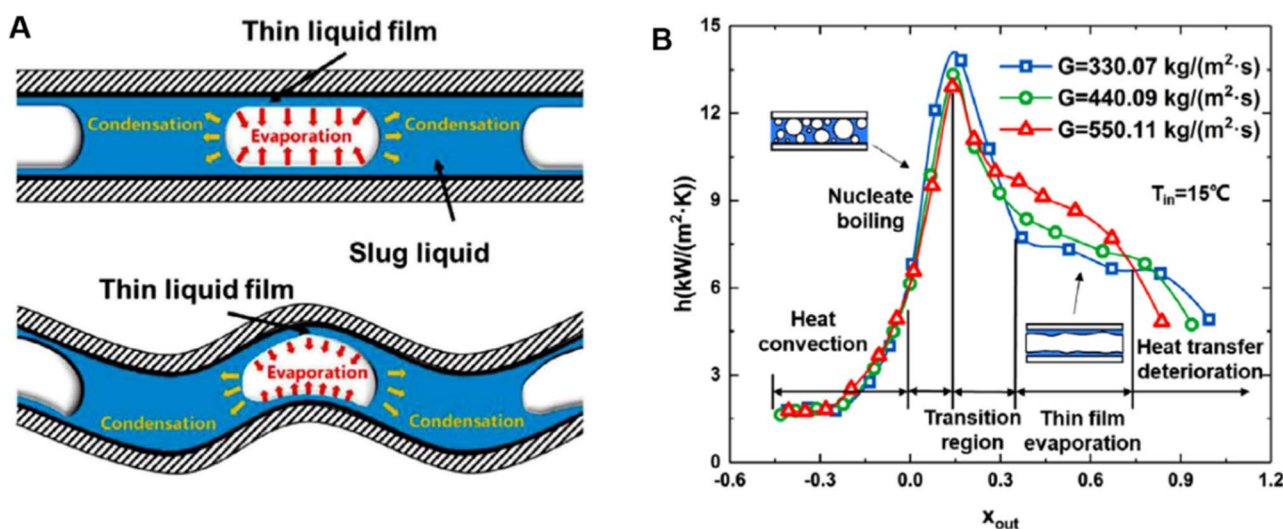 A
Thin liquid film
Condensation
Evaporation
Condensation
Slug liquid
Thin liquid film
Evaporation
Condensation
Condensation
B
15
12
9
6
3
0
h(kW/(m²·K))
G=330.07 kg/(m²·s)
G=440.09 kg/(m²·s)
G=550.11 kg/(m²·s)
T_in=15℃
Nucleate
boiling
Heat
convection
Transition
region
Thin film
evaporation
Heat transfer
deterioration
-0.6
-0.3
0.0
0.3
0.6
0.9
1.2
x_out